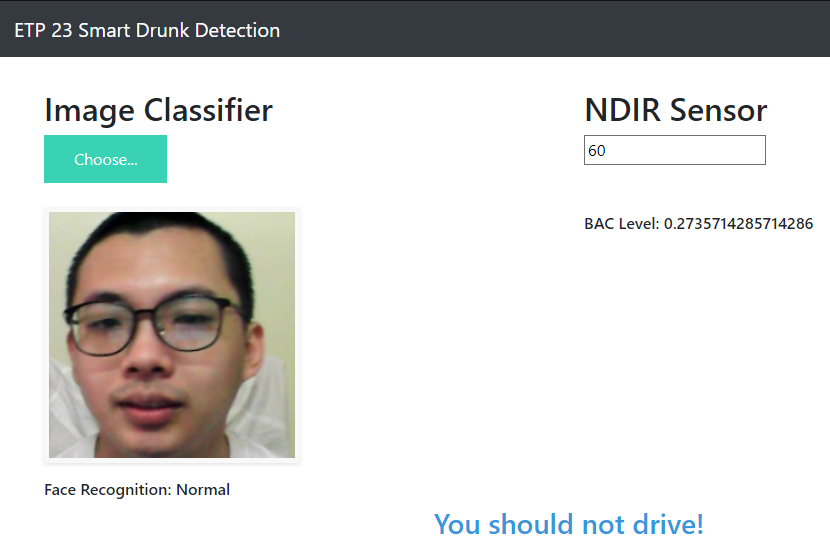 ETP 23 Smart Drunk Detection
Image Classifier
Choose...
Face Recognition: Normal
NDIR Sensor
60
BAC Level: 0.2735714285714286
You should not drive!